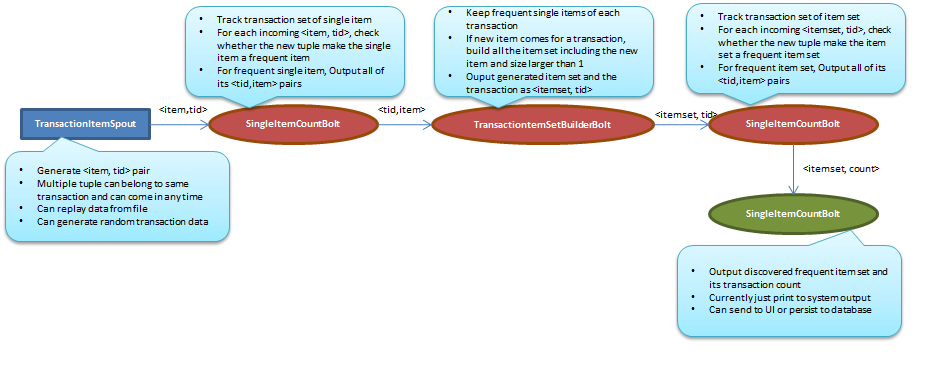 • Track transaction set of single item
• For each incoming <item, tid>, check
whether the new tuple make the single
item a frequent item
• For frequent single item, Output all of
its <tid,item> pairs
• Keep frequent single items of each
transaction
• If new item comes for a transaction,
build all the item set including the new
item and size larger than 1
• Ouput generated item set and the
transaction as <itemset, tid>
• Track transaction set of item set
• For each incoming <itemset, tid>, check
whether the new tuple make the item
set a frequent item set
• For frequent item set, Output all of its
<tid,item> pairs
TransactionItemSpout
<item,tid>
SingleItemCountBolt
<tid,item>
TransactiontemSetBuilderBolt
<itemset, tid>
SingleItemCountBolt
• Generate <item, tid> pair
• Multiple tuple can belong to same
transaction and can come in any time
• Can replay data from file
• Can generate random transaction data
<itemset, count>
SingleItemCountBolt
• Output discovered frequent item set and
its transaction count
• Currently just print to system output
• Can send to UI or persist to database